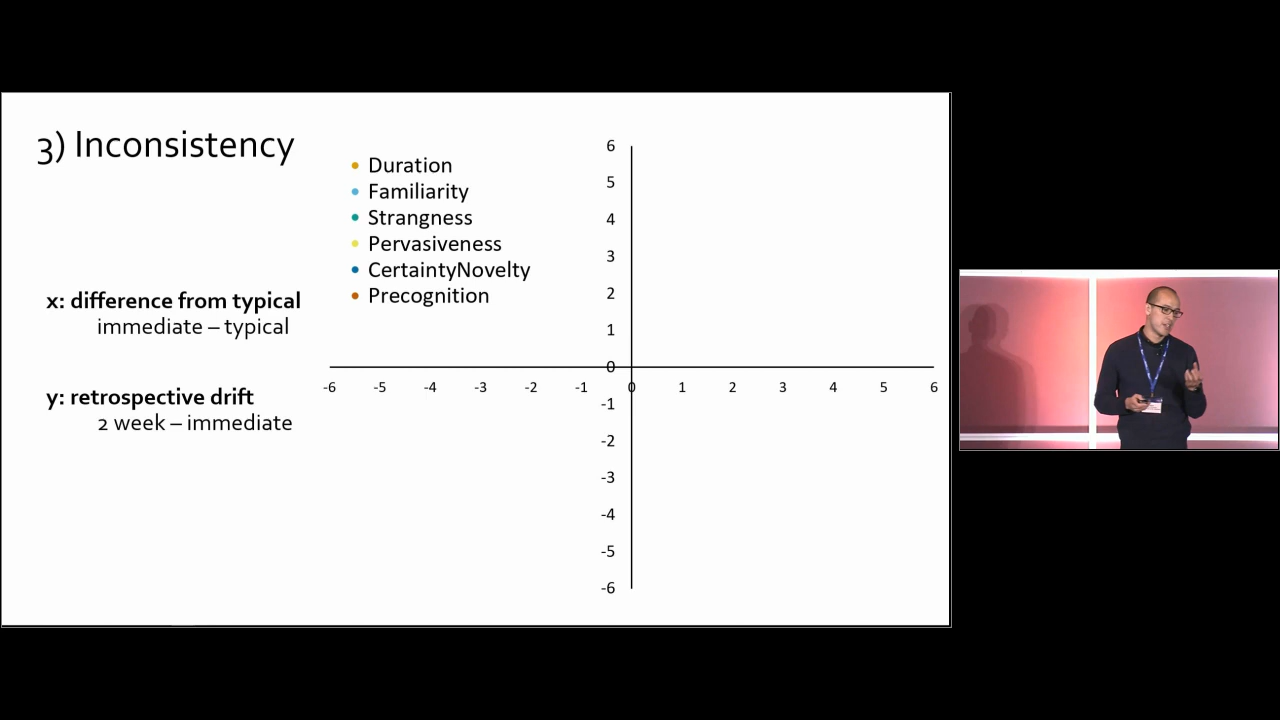 3) Inconsistency
x: difference from typical
immediate – typical
y: retrospective drift
2 week – immediate
Duration
Familiarity
Strangness
Pervasiveness
CertaintyNovelty
Precognition
6
5
4
3
2
1
0
-1
-2
-3
-4
-5
-6
-6 -5 -4 -3 -2 -1 0 1 2 3 4 5 6